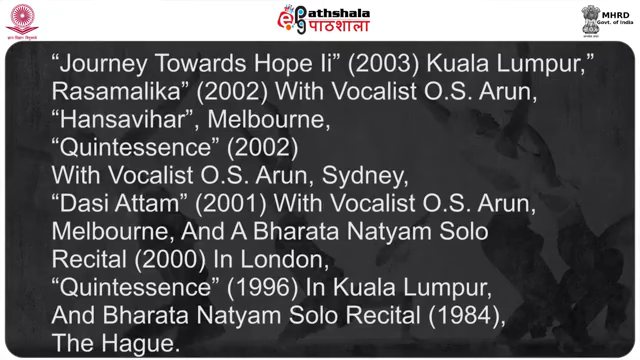 Pathshala
पाठशाला
MHRD
Govt. of India
“Journey Towards Hope Ii” (2003) Kuala Lumpur,”
Rasamalika” (2002) With Vocalist O.S. Arun,
“Hansavihar”, Melbourne,
“Quintessence” (2002)
With Vocalist O.S. Arun, Sydney,
“Dasi Attam” (2001) With Vocalist O.S. Arun,
Melbourne, And A Bharata Natyam Solo
Recital (2000) In London,
“Quintessence” (1996) In Kuala Lumpur,
And Bharata Natyam Solo Recital (1984),
The Hague.